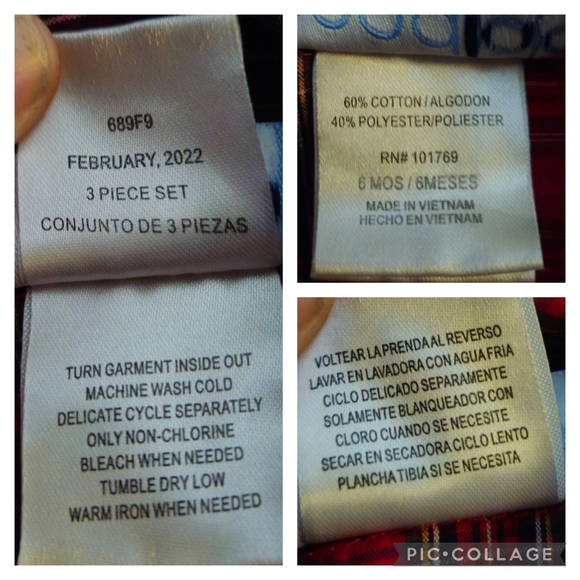 689F9
FEBRUARY, 2022
3 PIECE SET
CONJUNTO DE 3 PIEZAS
TURN GARMENT INSIDE OUT
MACHINE WASH COLD
DELICATE CYCLE SEPARATELY
ONLY NON-CHLORINE
BLEACH WHEN NEEDED
TUMBLE DRY LOW
WARM IRON WHEN NEEDED
60% COTTON/ALGODON
40% POLYESTER/POLIESTER
RN# 101769
6 MOS / 6MESES
MADE IN VIETNAM
HECHO EN VIETNAM
VOLTEAR LA PRENDA AL REVERSO
LAVAR EN LAVADORA CON AGUA FRIA
CICLO DELICADO SEPARADAMENTE
SOLAMENTE BLANQUEADOR CON
CLORO CUANDO SE NECESITE
SECAR EN SECADORA CICLO LENTO
PLANCHA TIBIA SI SE NECESITA
PIC•COLLAGE